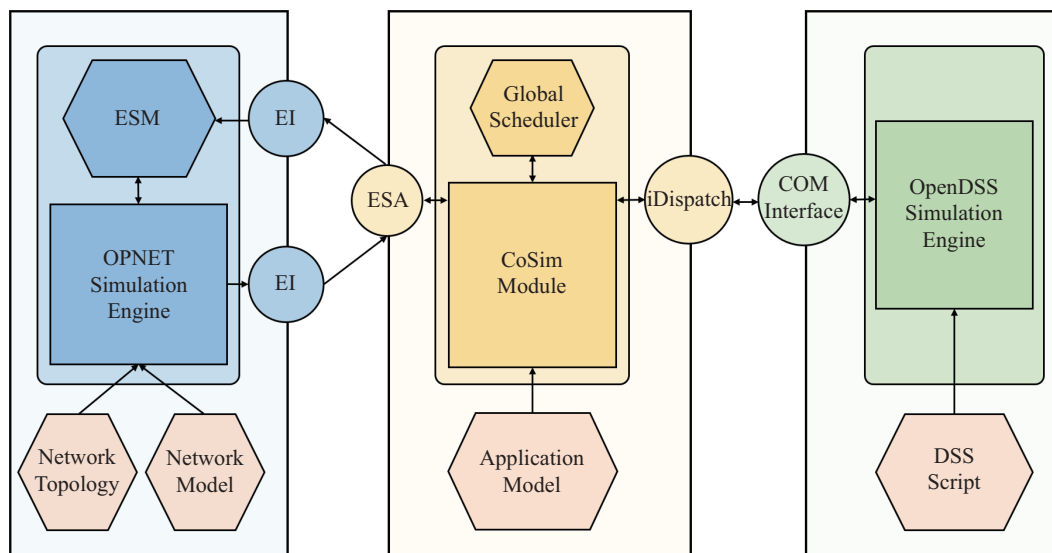 ESM
EI
OPNET
Simulation
Engine
EI
Network
Topology
Network
Model
Global
Scheduler
ESA
CoSim
Module
iDispatch
Application
Model
COM
Interface
OpenDSS
Simulation
Engine
DSS
Script